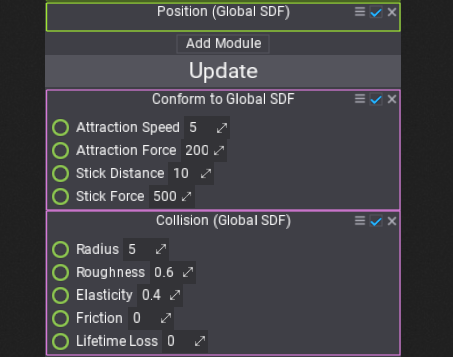 Position (Global SDF)
Add Module
Update
Conform to Global SDF
Attraction Speed 5
Attraction Force 200
Stick Distance 10
Stick Force 500
Collision (Global SDF)
Radius 5
Roughness 0.6
Elasticity 0.4
Friction 0
Lifetime Loss 0